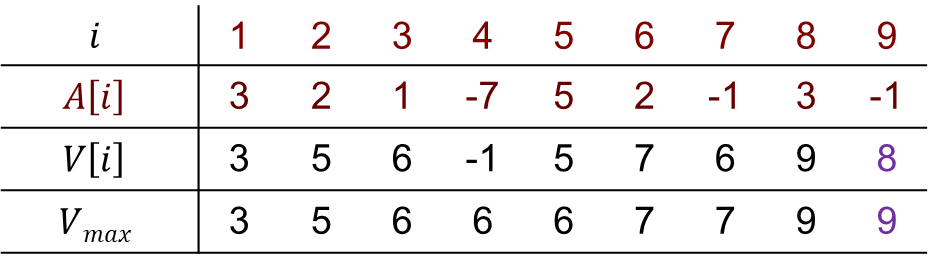 i 1 2 3 4 5 6 7 8 9
A[i] 3 2 1 -7 5 2 -1 3 -1
V[i] 3 5 6 -1 5 7 6 9 8
Vmax 3 5 6 6 6 7 7 9 9